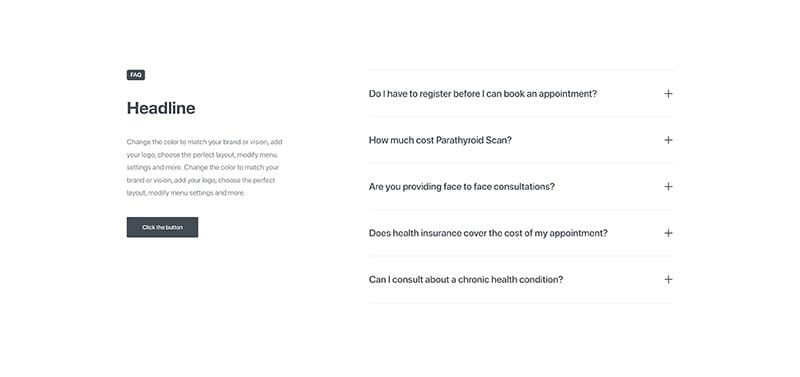 FAQ
Headline
Change the color to match your brand or vision, add
your logo, choose the perfect layout, modify menu
settings and more. Change the color to match your
brand or vision, add your logo, choose the perfect
layout, modify menu settings and more.
Click the button
Do I have to register before I can book an appointment?
How much cost Parathyroid Scan?
Are you providing face to face consultations?
Does health insurance cover the cost of my appointment?
Can I consult about a chronic health condition?